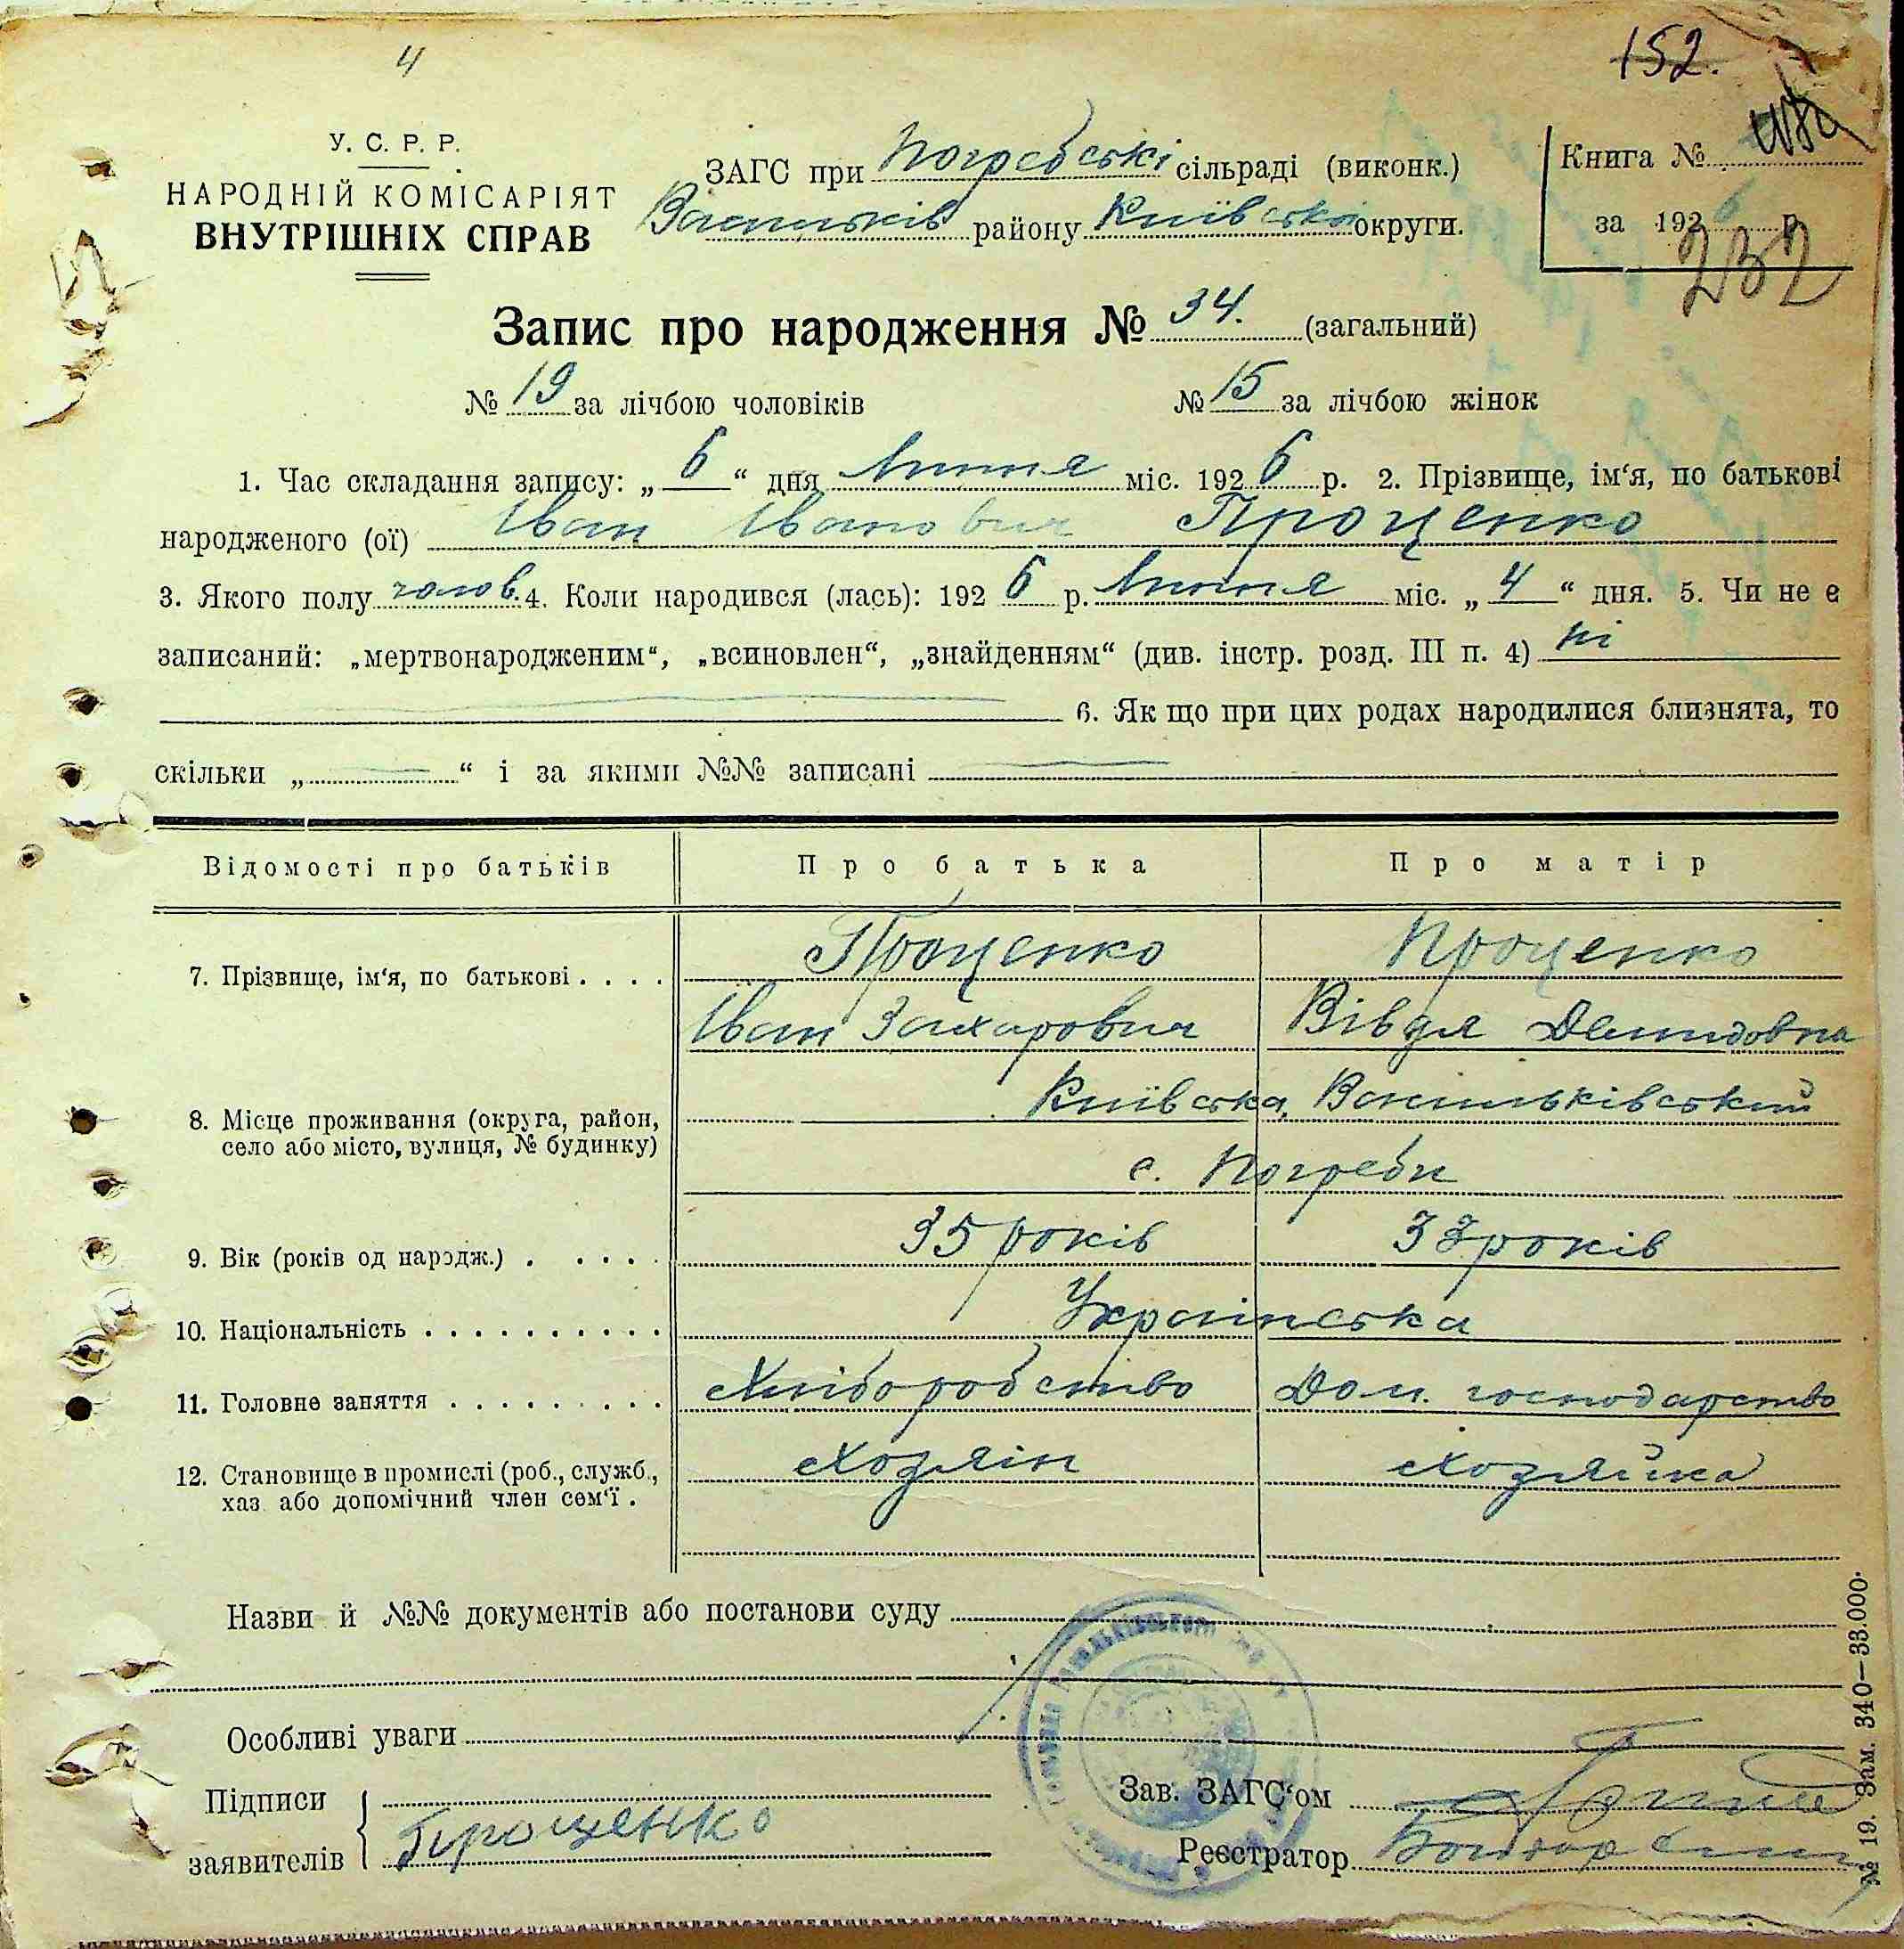 4
152.
У. С. Р. Р.
НАРОДНІЙ КОМІСАРІЯТ
ВНУТРІШНІХ СПРАВ
ЗАГС при Погребські сільраді (виконк.)
Васильків району Київської округи.
Книга №
за 1926 р.
232
Запис про народження № 34. (загальний)
№ 19 за лічбою чоловіків № 15 за лічбою жінок
1. Час складання запису: „ 6 “ дня Липня міс. 1926 р. 2. Прізвище, ім‘я, по батькові
народженого (ої) Іван Іванович Проценко
3. Якого полу чолов. 4. Коли народився (лась): 1926 р. Липня міс. „ 4 “ дня. 5. Чи не є
записаний: „мертвонародженим“, „всиновлен“, „знайденням“ (див. інстр. розд. III п. 4) ні
6. Як що при цих родах народилися близнята, то
скільки „ “ і за якими №№ записані
Відомості про батьків Про батька Про матір
7. Прізвище, ім‘я, по батькові . . . . Проценко Проценко
Іван Захарович Вівдя Демидовна
8. Місце проживання (округа, район, село або місто, вулиця, № будинку) Київська, Васильківський
с. Погреби
9. Вік (років од народж.) . . . . . 35 років 33 років
10. Національність . . . . . . . . . . . Українська
11. Головне заняття . . . . . . . . . Хліборобство Дом. господарство
12. Становище в промислі (роб., служб., хаз. або допомічний член сем‘ї . Хозяін Хозяйка
Назви й №№ документів або постанови суду
Особливі уваги
Підписи
заявителів Проценко
Зав. ЗАГС‘ом
Реєстратор
№ 19. Зам. 340—33.000.